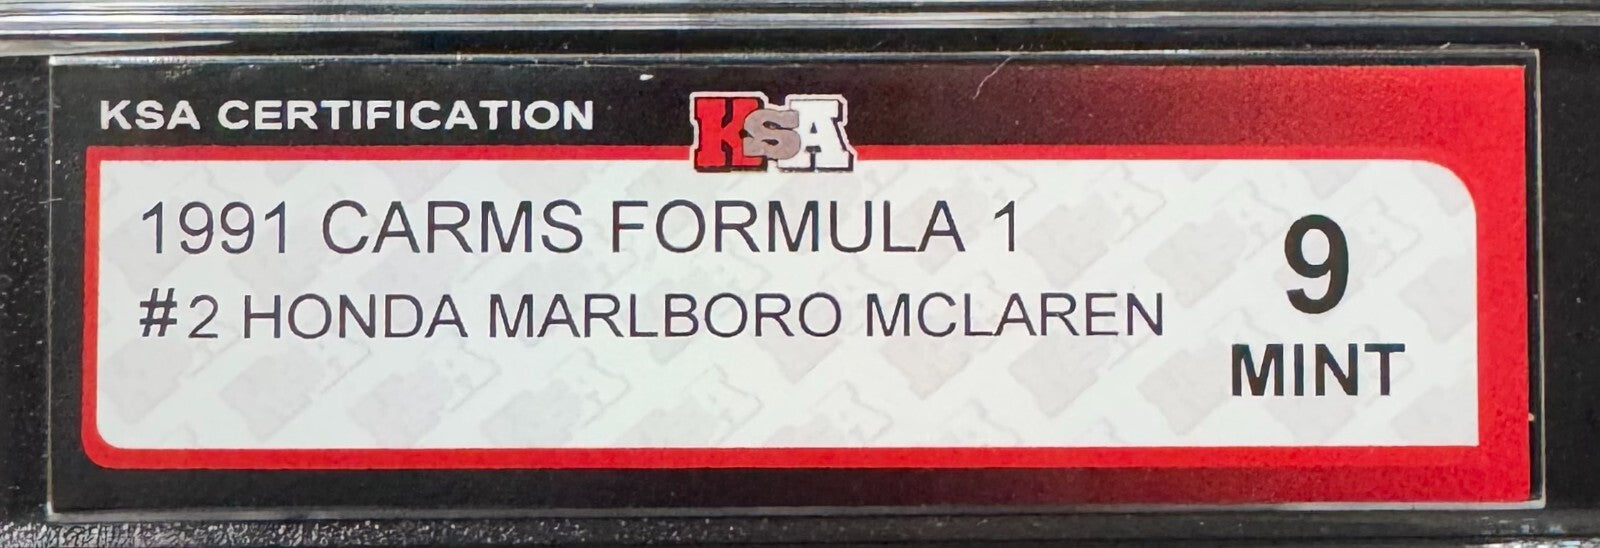 KSA CERTIFICATION
KSA
1991 CARMS FORMULA 1
#2 HONDA MARLBORO MCLAREN
9
MINT